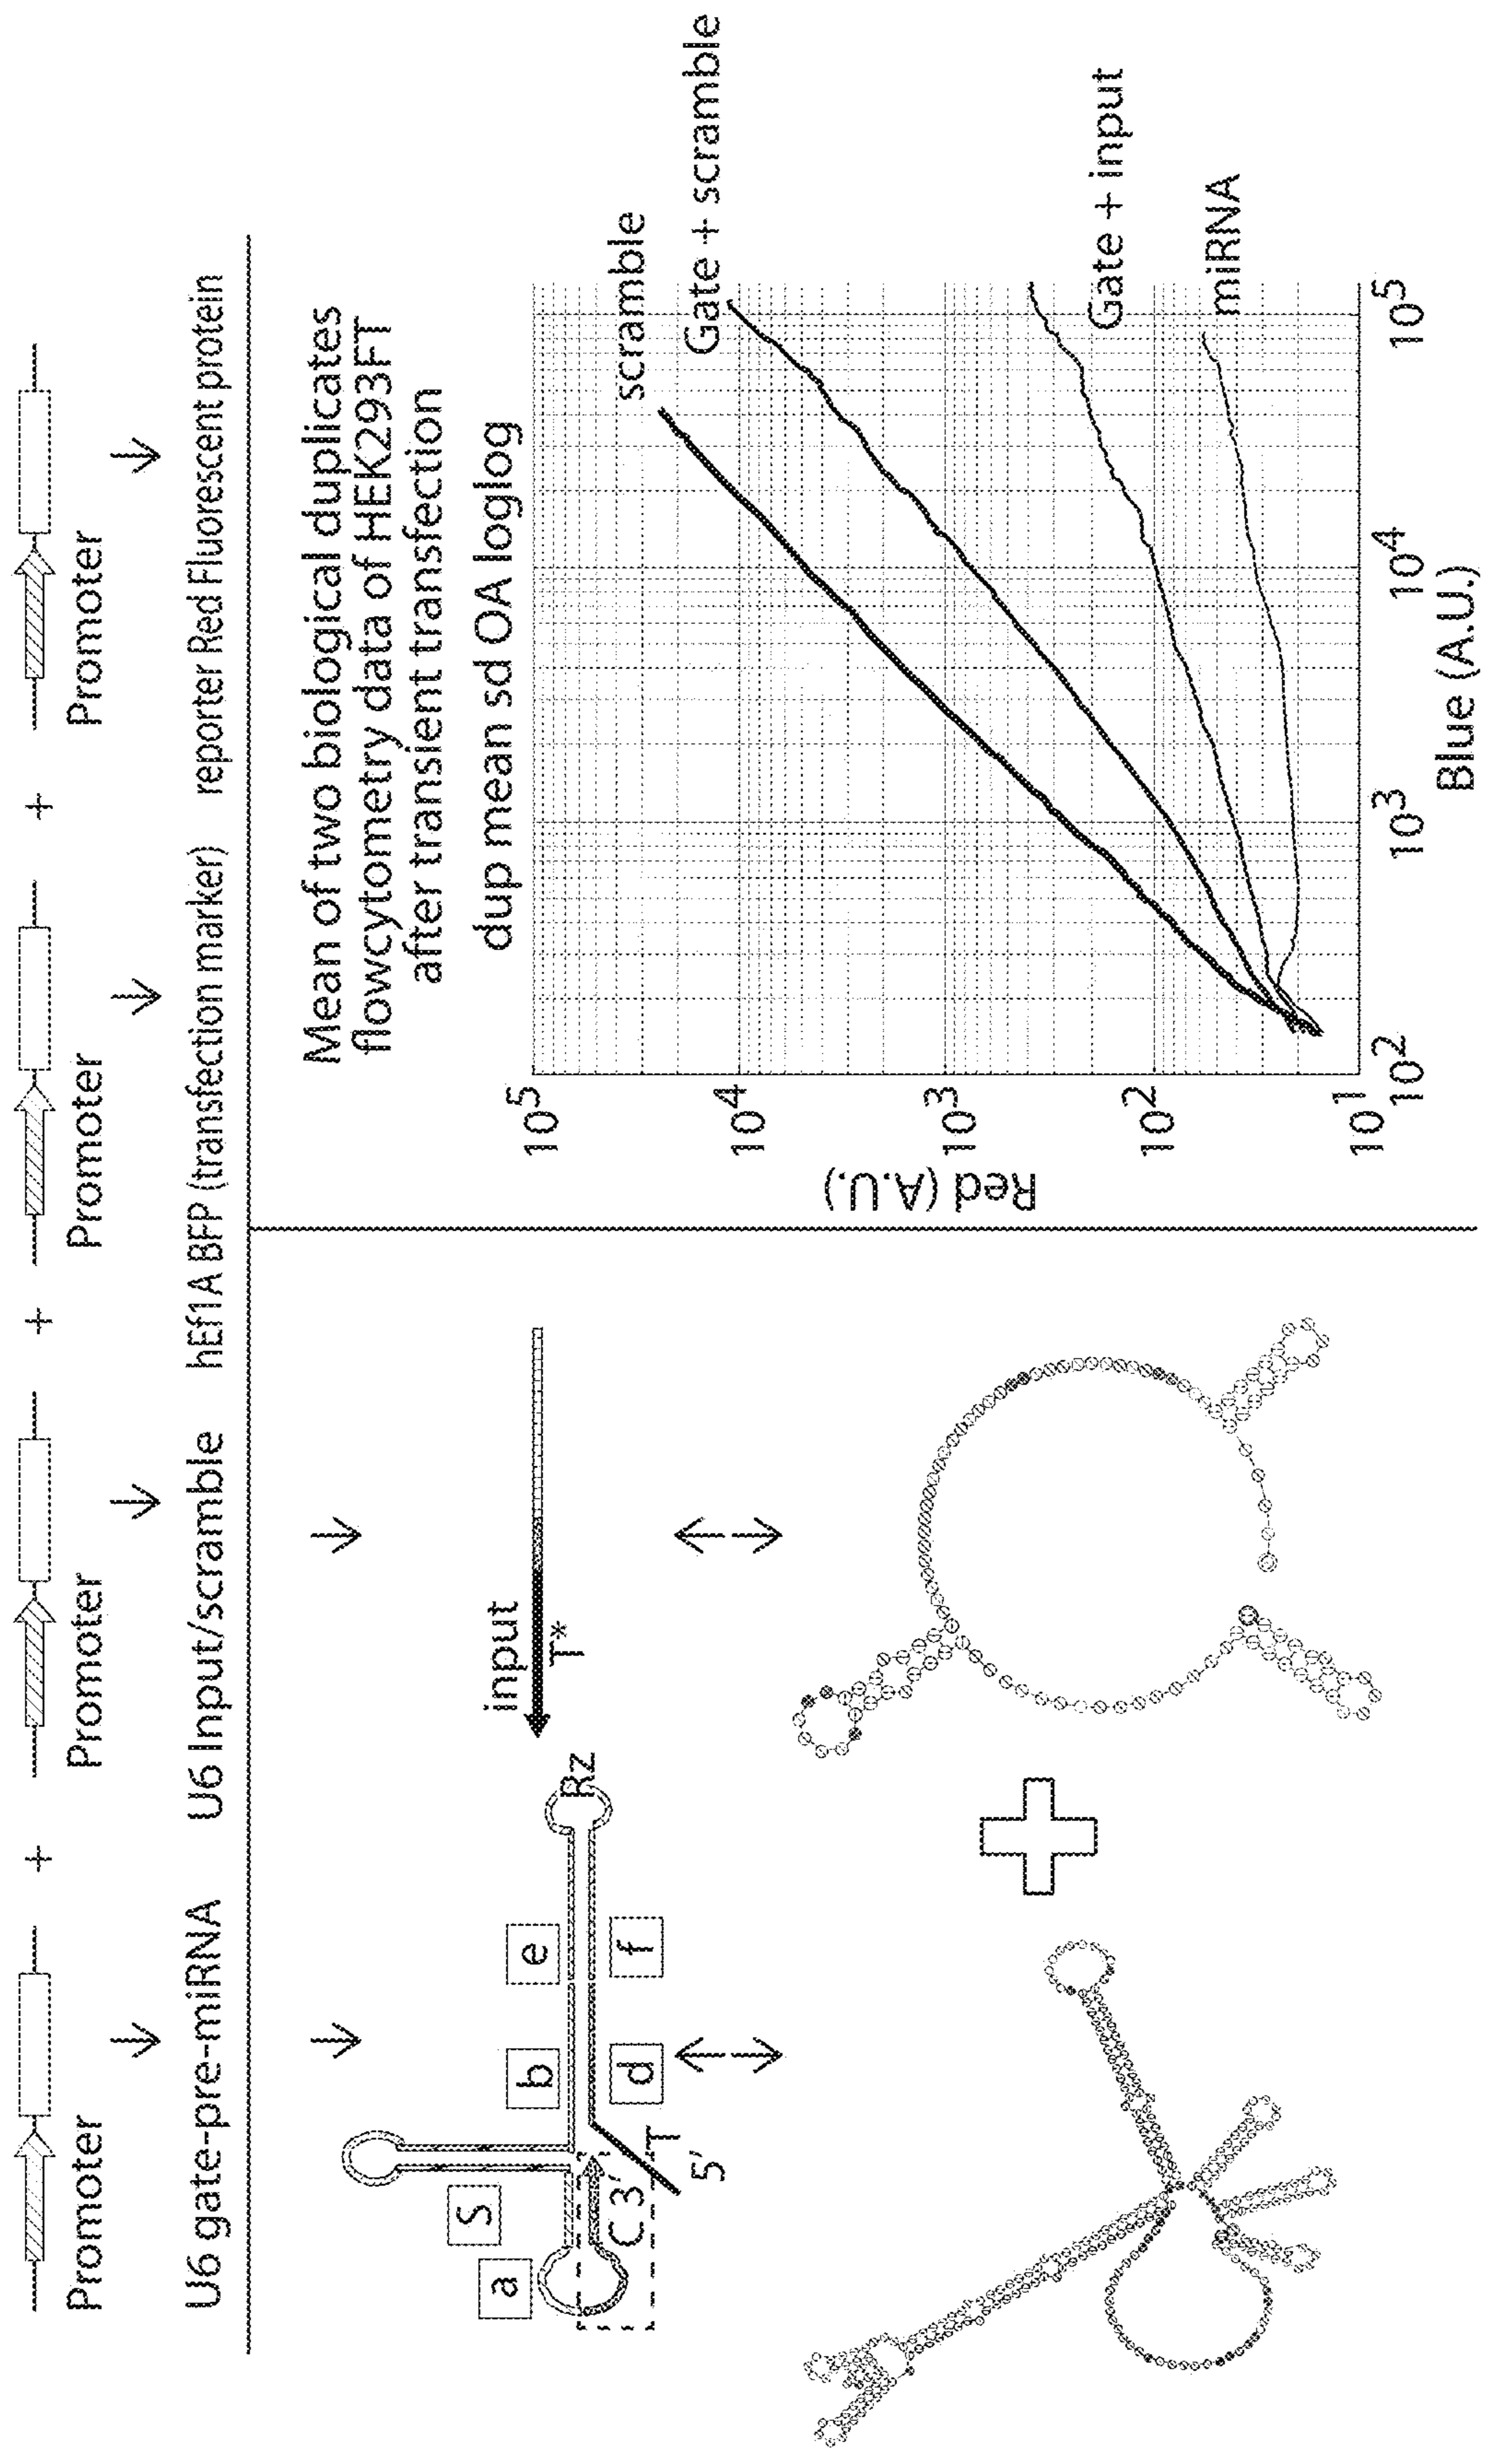 Promoter + Promoter + Promoter + Promoter
U6 gate-pre-miRNA U6 Input/scramble hEf1A BFP (transfection marker) reporter Red Fluorescent protein
input
T*
a
S
b
e
Rz
C 3'
T
5'
d
f
Mean of two biological duplicates
flowcytometry data of HEK293FT
after transient transfection
dup mean sd OA loglog
scramble
Gate + scramble
Gate + input
miRNA
Red (A.U.)
10^5
10^4
10^3
10^2
10^1
10^2 10^3 10^4 10^5
Blue (A.U.)